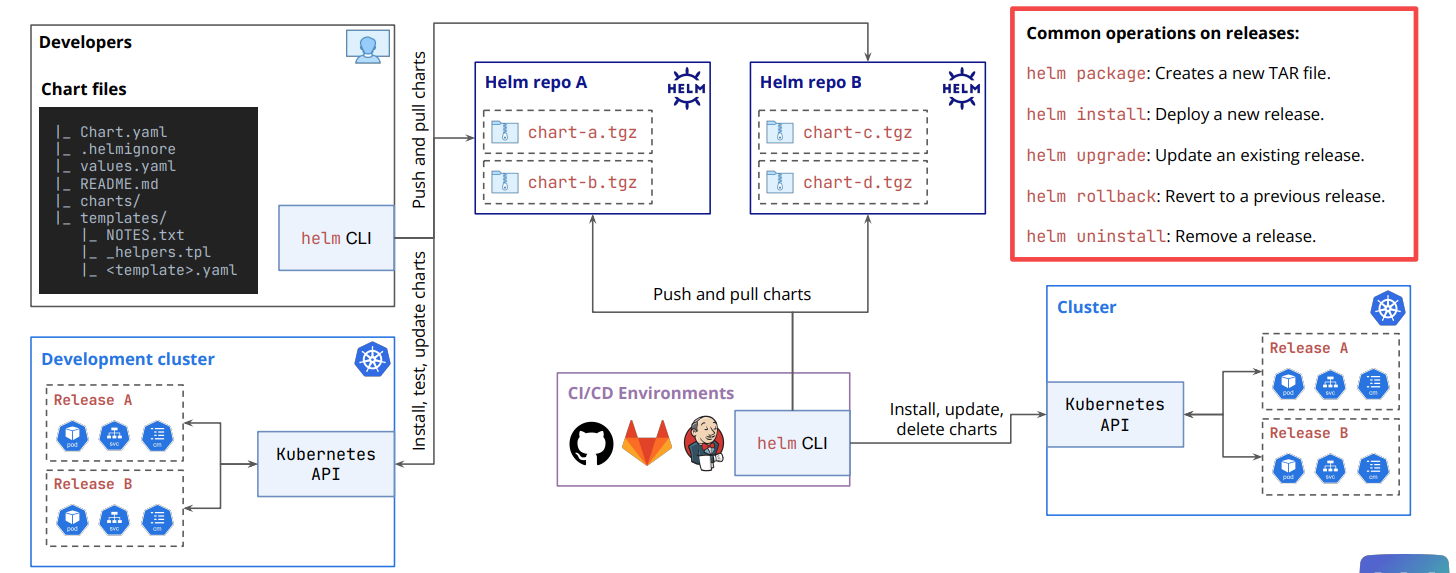 Developers
Chart files
|_ Chart.yaml
|_ .helmignore
|_ values.yaml
|_ README.md
|_ charts/
|_ templates/
|_ NOTES.txt
|_ _helpers.tpl
|_ <template>.yaml
helm CLI
Push and pull charts
Install, test, update charts
Helm repo A
HELM
chart-a.tgz
chart-b.tgz
Helm repo B
HELM
chart-c.tgz
chart-d.tgz
Common operations on releases:
helm package: Creates a new TAR file.
helm install: Deploy a new release.
helm upgrade: Update an existing release.
helm rollback: Revert to a previous release.
helm uninstall: Remove a release.
Development cluster
Release A
pod svc cm
Release B
pod svc cm
Kubernetes
API
Push and pull charts
CI/CD Environments
helm CLI
Install, update,
delete charts
Cluster
Kubernetes
API
Release A
pod svc cm
Release B
pod svc cm